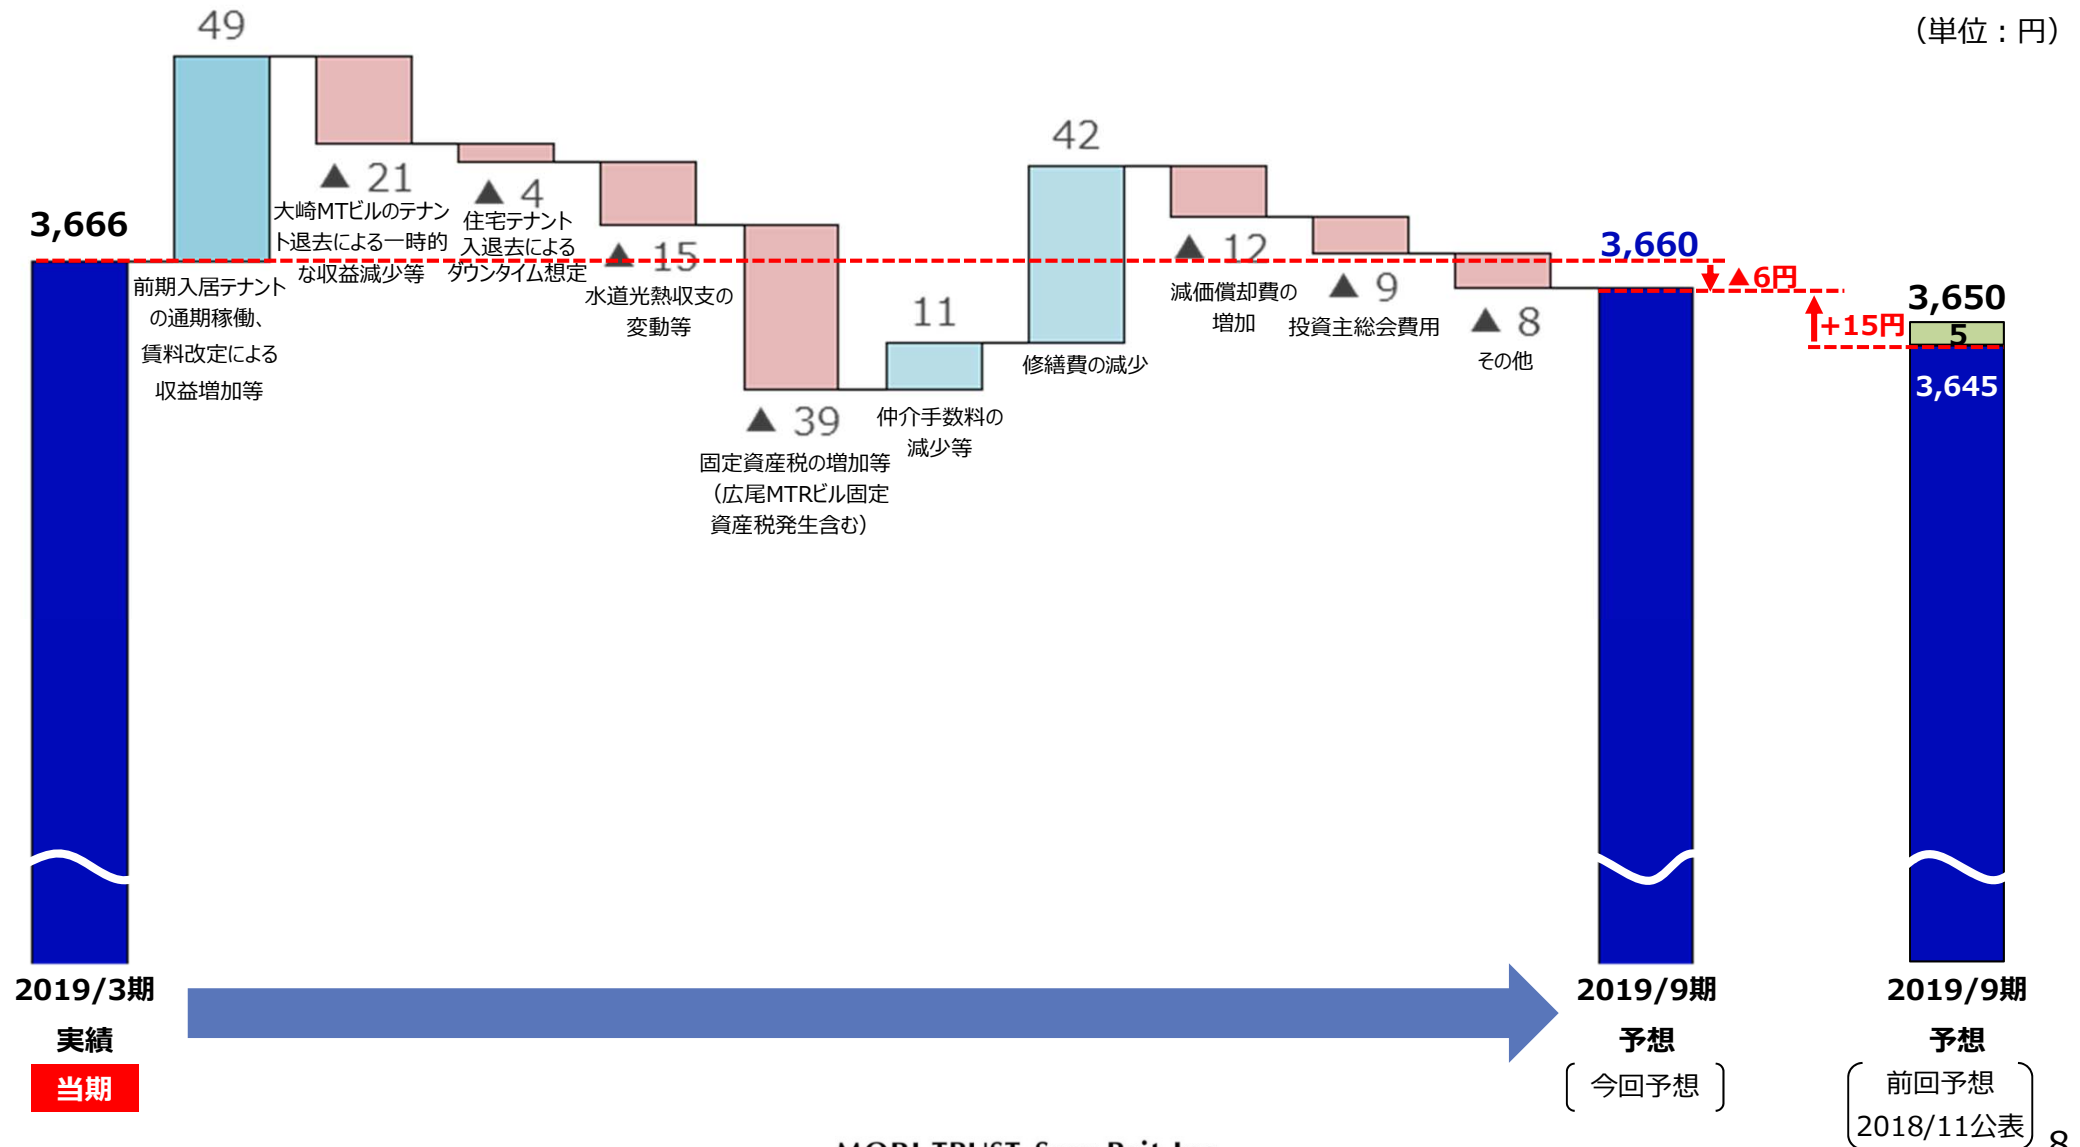 （単位：円）
49
▲ 21
大崎MTビルのテナン
ト退去による一時的
な収益減少等
▲ 4
住宅テナント
入退去による
ダウンタイム想定
▲ 15
水道光熱収支の
変動等
▲ 39
固定資産税の増加等
（広尾MTRビル固定
資産税発生含む）
11
仲介手数料の
減少等
42
修繕費の減少
▲ 12
減価償却費の
増加
▲ 9
投資主総会費用
▲ 8
その他
3,666
前期入居テナント
の通期稼働、
賃料改定による
収益増加等
3,660
▲6円
+15円
3,650
5
3,645
2019/3期
実績
当期
2019/9期
予想
今回予想
2019/9期
予想
前回予想
2018/11公表
8